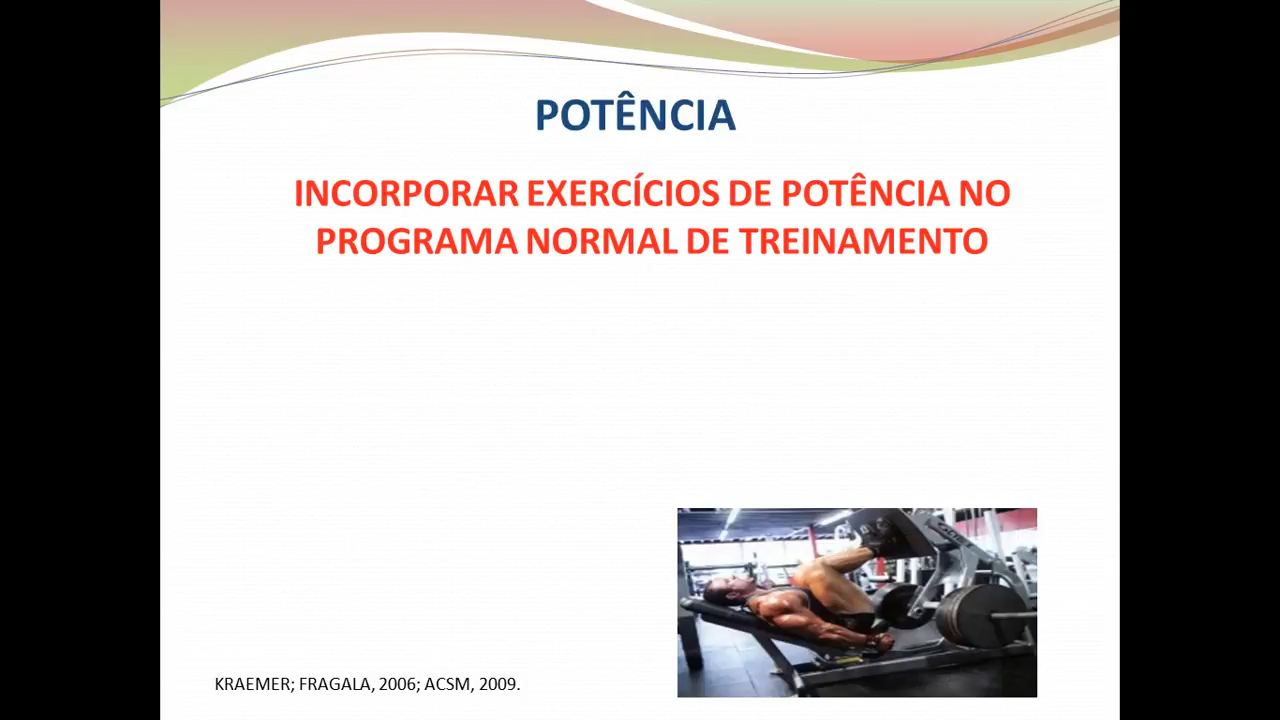 POTÊNCIA
INCORPORAR EXERCÍCIOS DE POTÊNCIA NO
PROGRAMA NORMAL DE TREINAMENTO
KRAEMER; FRAGALA, 2006; ACSM, 2009.